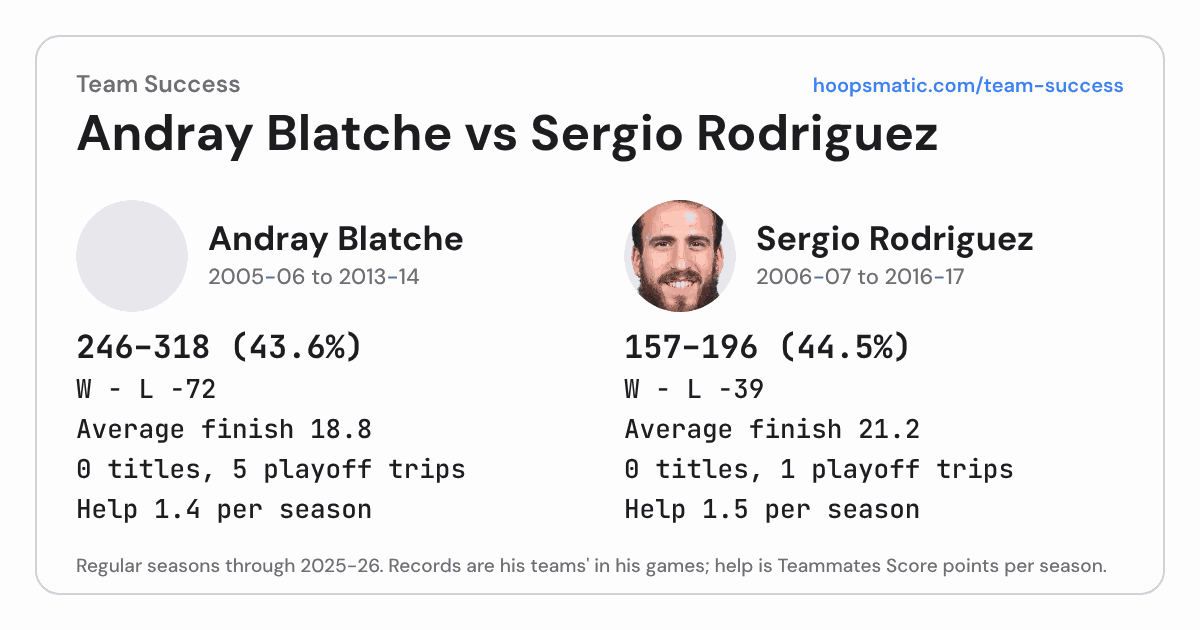 Team Success
hoopsmatic.com/team-success
Andray Blatche vs Sergio Rodriguez
Andray Blatche
2005-06 to 2013-14
246-318 (43.6%)
W - L -72
Average finish 18.8
0 titles, 5 playoff trips
Help 1.4 per season
Sergio Rodriguez
2006-07 to 2016-17
157-196 (44.5%)
W - L -39
Average finish 21.2
0 titles, 1 playoff trips
Help 1.5 per season
Regular seasons through 2025-26. Records are his teams' in his games; help is Teammates Score points per season.